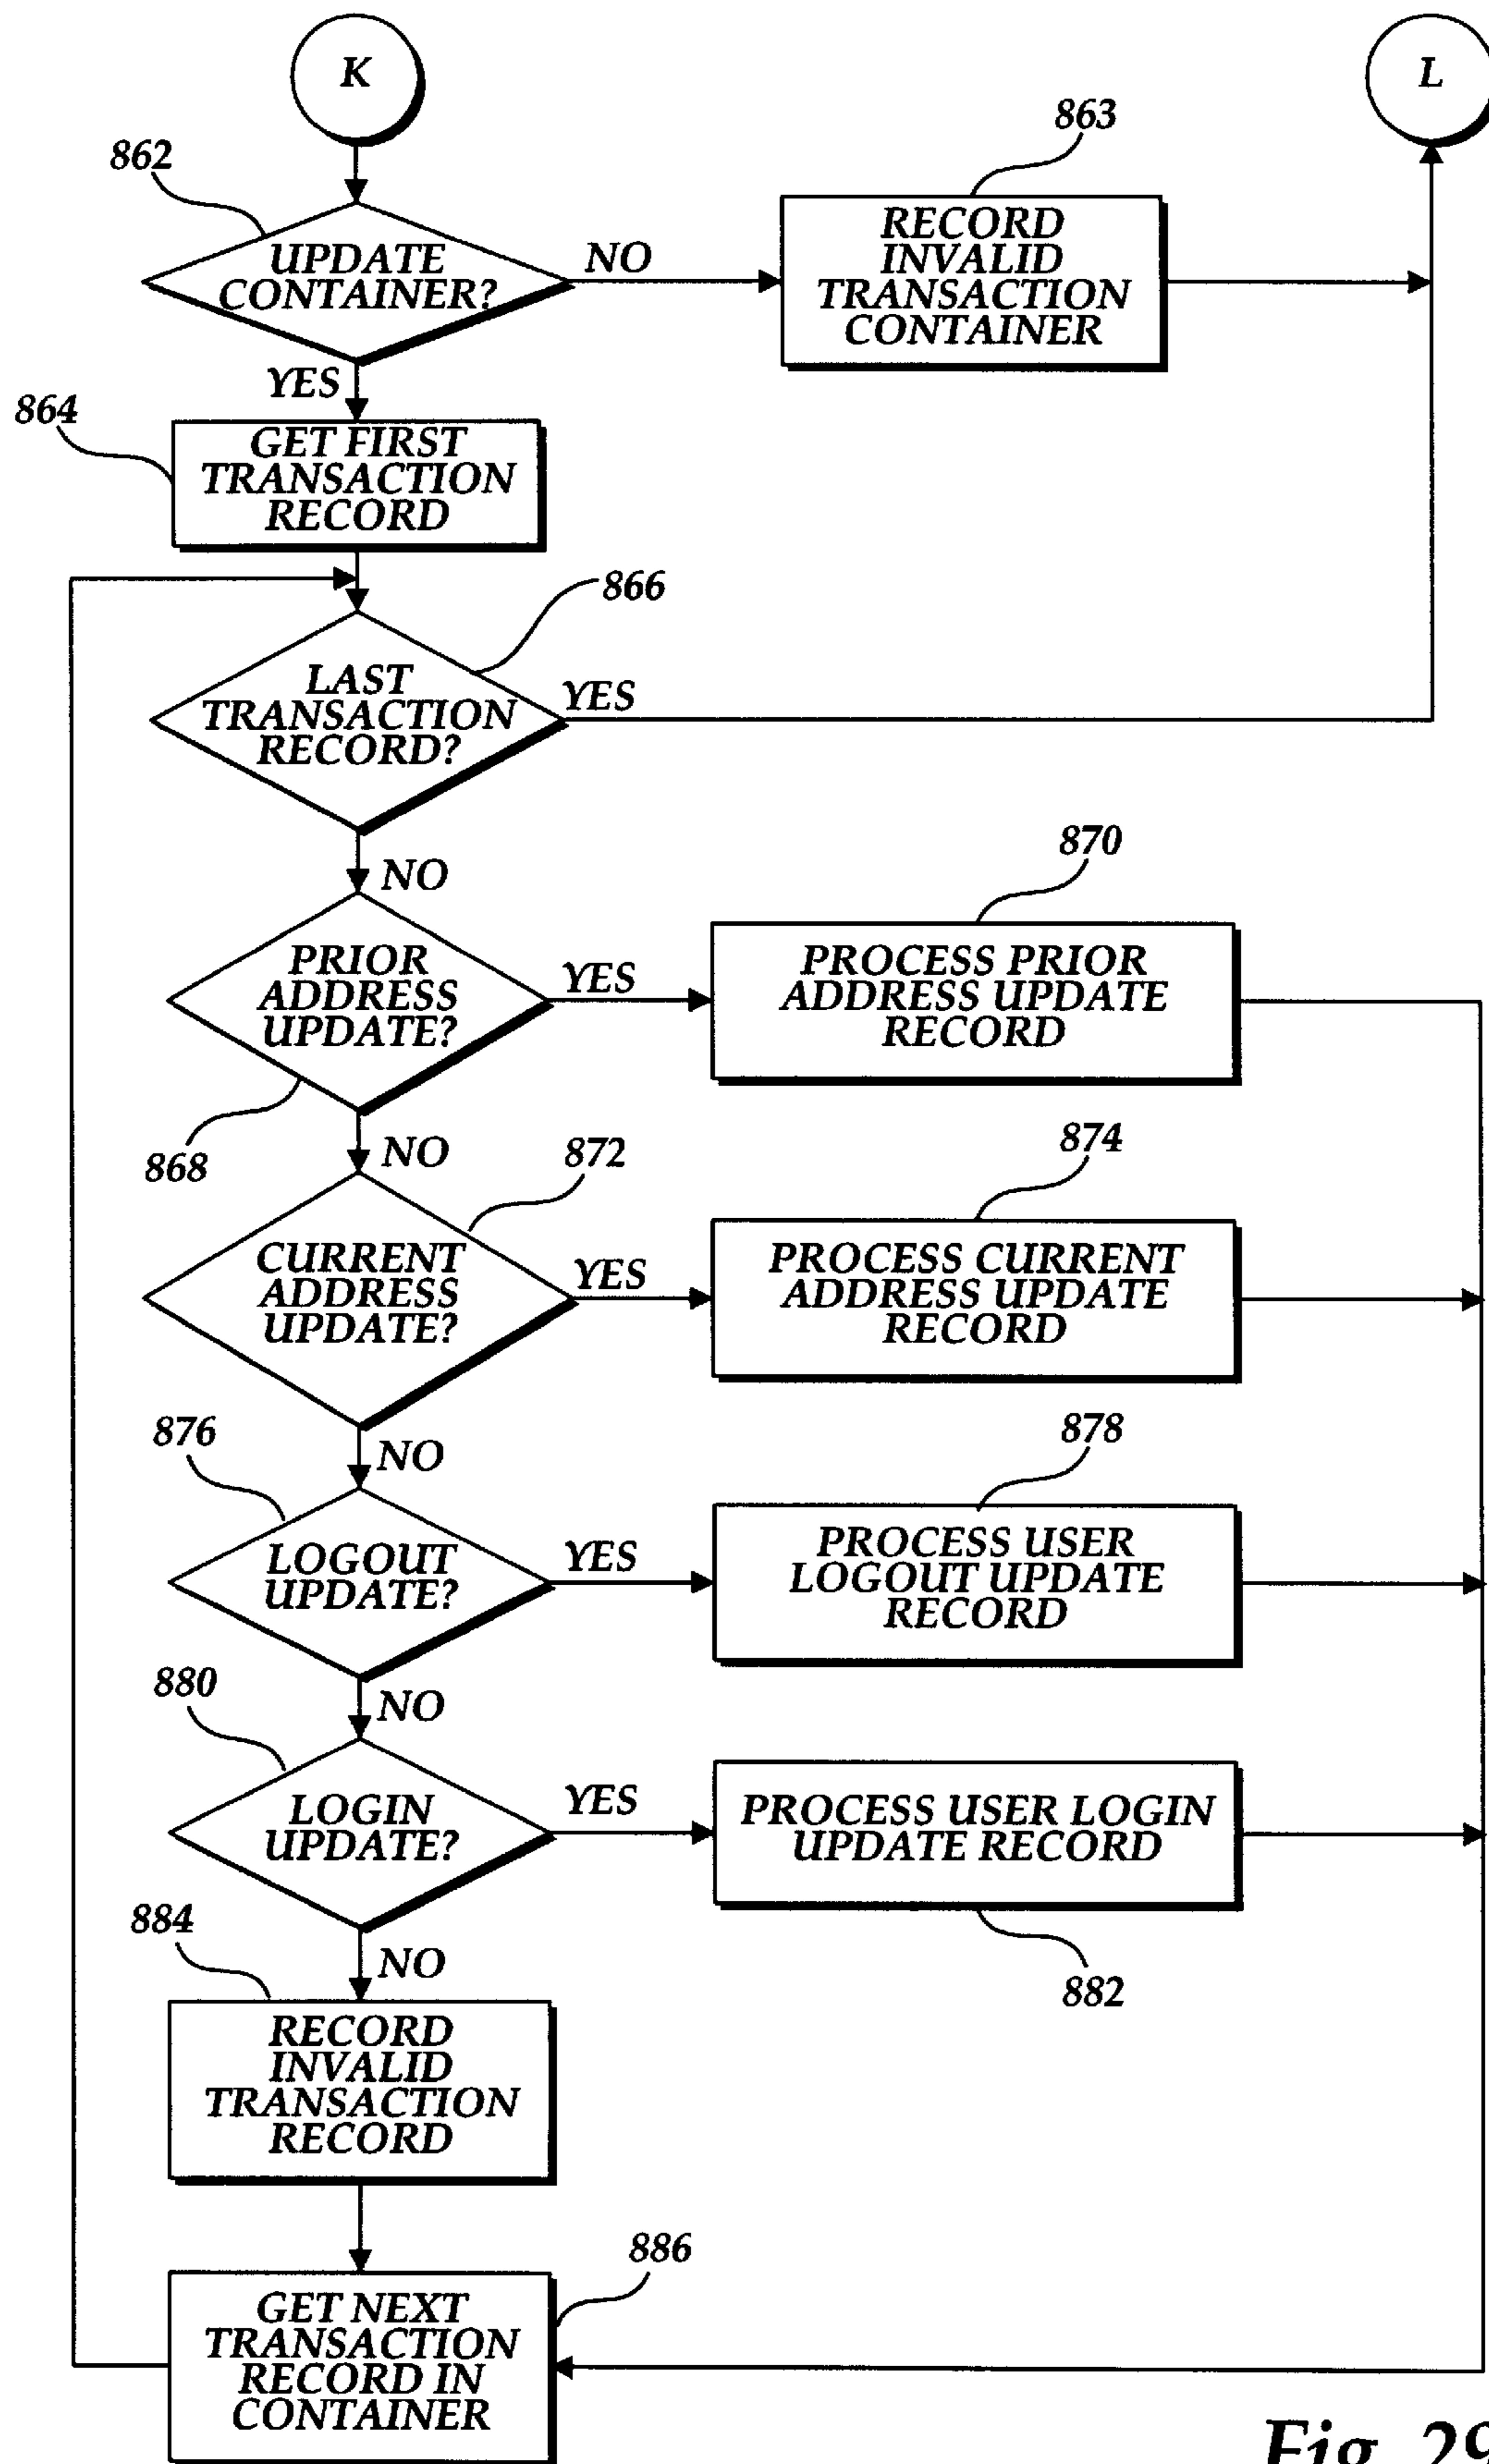 K
L
862
863
UPDATE
CONTAINER?
NO
RECORD
INVALID
TRANSACTION
CONTAINER
YES
864
GET FIRST
TRANSACTION
RECORD
866
LAST
TRANSACTION
RECORD?
YES
NO
870
PRIOR
ADDRESS
UPDATE?
YES
PROCESS PRIOR
ADDRESS UPDATE
RECORD
868
NO
872
874
CURRENT
ADDRESS
UPDATE?
YES
PROCESS CURRENT
ADDRESS UPDATE
RECORD
876
NO
878
LOGOUT
UPDATE?
YES
PROCESS USER
LOGOUT UPDATE
RECORD
880
NO
LOGIN
UPDATE?
YES
PROCESS USER LOGIN
UPDATE RECORD
884
NO
882
RECORD
INVALID
TRANSACTION
RECORD
886
GET NEXT
TRANSACTION
RECORD IN
CONTAINER
Fig. 29